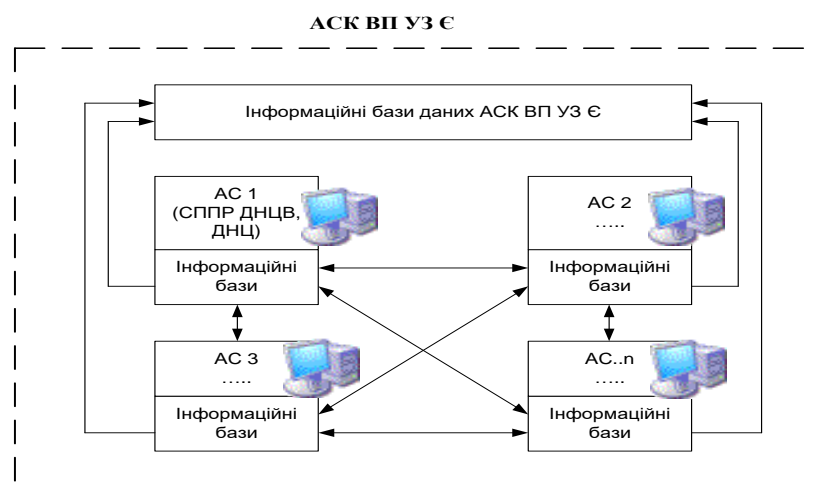 АСК ВП УЗ Є
Інформаційні бази даних АСК ВП УЗ Є
АС 1
(СППР ДНЦВ,
ДНЦ)
Інформаційні
бази
АС 2
…..
Інформаційні
бази
АС 3
…..
Інформаційні
бази
АС..n
…..
Інформаційні
бази